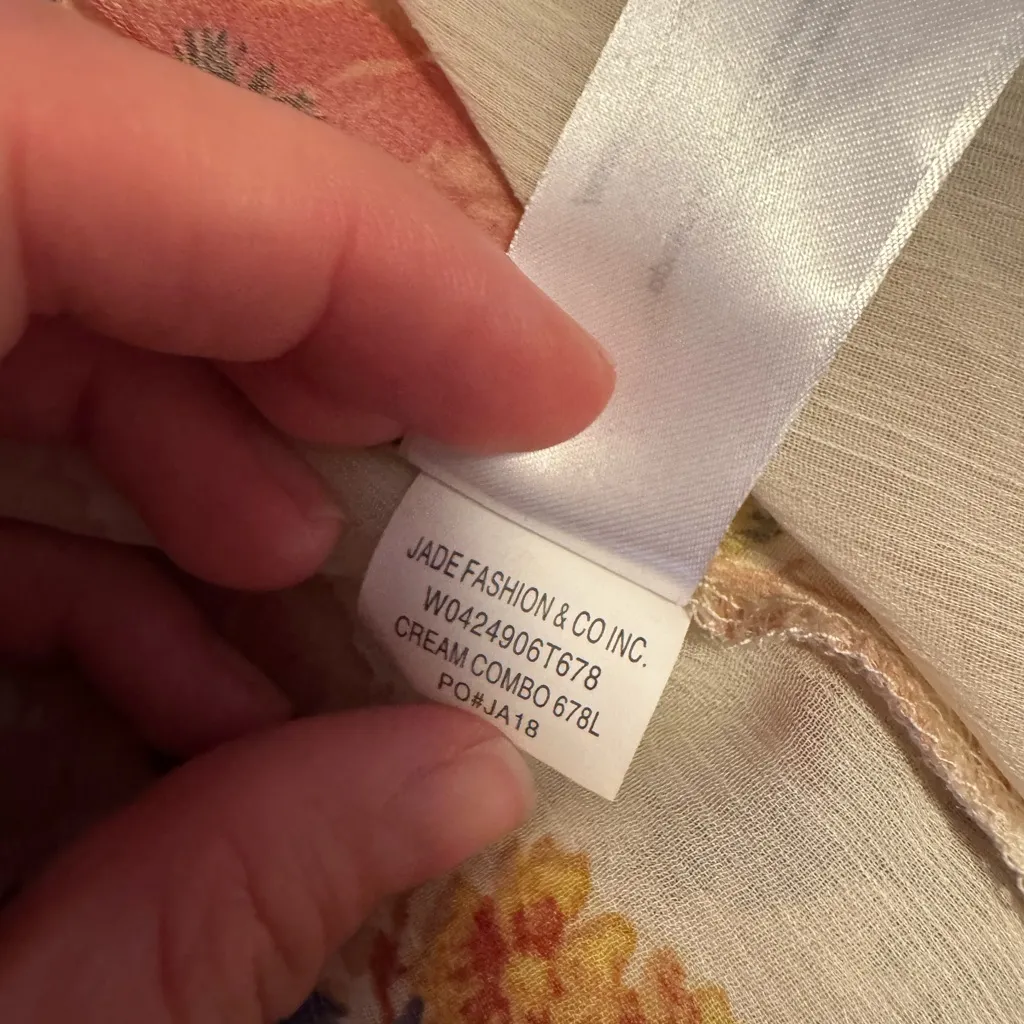 JADE FASHION & CO INC.
W0424906T678
CREAM COMBO 678L
PO#JA18